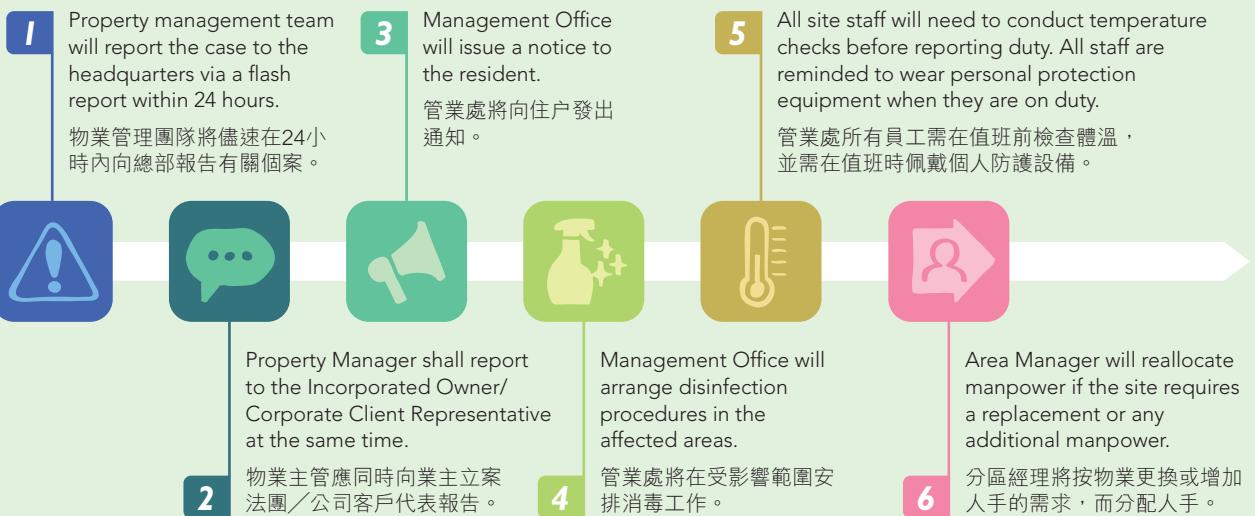 1
Property management team
will report the case to the
headquarters via a flash
report within 24 hours.
物業管理團隊將儘速在24小
時內向總部報告有關個案。
2
Property Manager shall report
to the Incorporated Owner/
Corporate Client Representative
at the same time.
物業主管應同時向業主立案
法團／公司客戶代表報告。
3
Management Office
will issue a notice to
the resident.
管業處將向住户發出
通知。
4
Management Office will
arrange disinfection
procedures in the
affected areas.
管業處將在受影響範圍安
排消毒工作。
5
All site staff will need to conduct temperature
checks before reporting duty. All staff are
reminded to wear personal protection
equipment when they are on duty.
管業處所有員工需在值班前檢查體溫，
並需在值班時佩戴個人防護設備。
6
Area Manager will reallocate
manpower if the site requires
a replacement or any
additional manpower.
分區經理將按物業更換或增加
人手的需求，而分配人手。